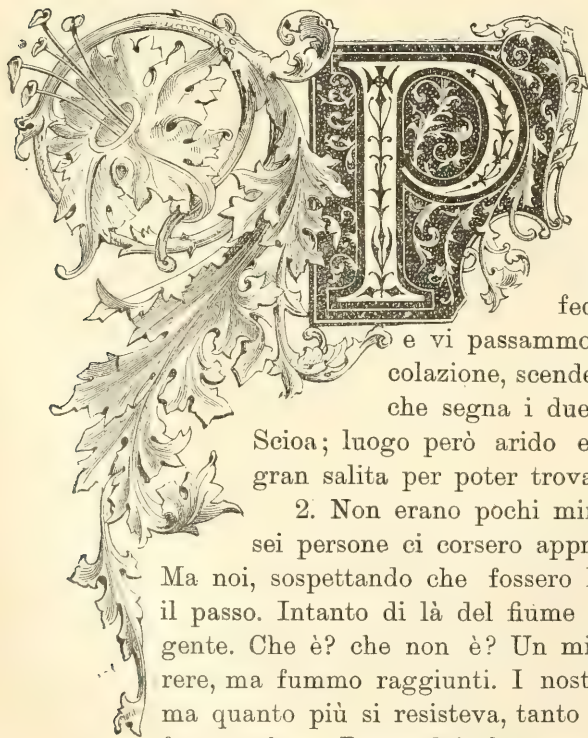 P
fec
e vi passammo
colazione, scende
che segna i due
Scioa; luogo però arido e
gran salita per poter trova
2. Non erano pochi min
sei persone ci corsero appr
Ma noi, sospettando che fossero
il passo. Intanto di là del fiume
gente. Che è? che non è? Un mi
rere, ma fummo raggiunti. I nost
ma quanto più si resisteva, tanto